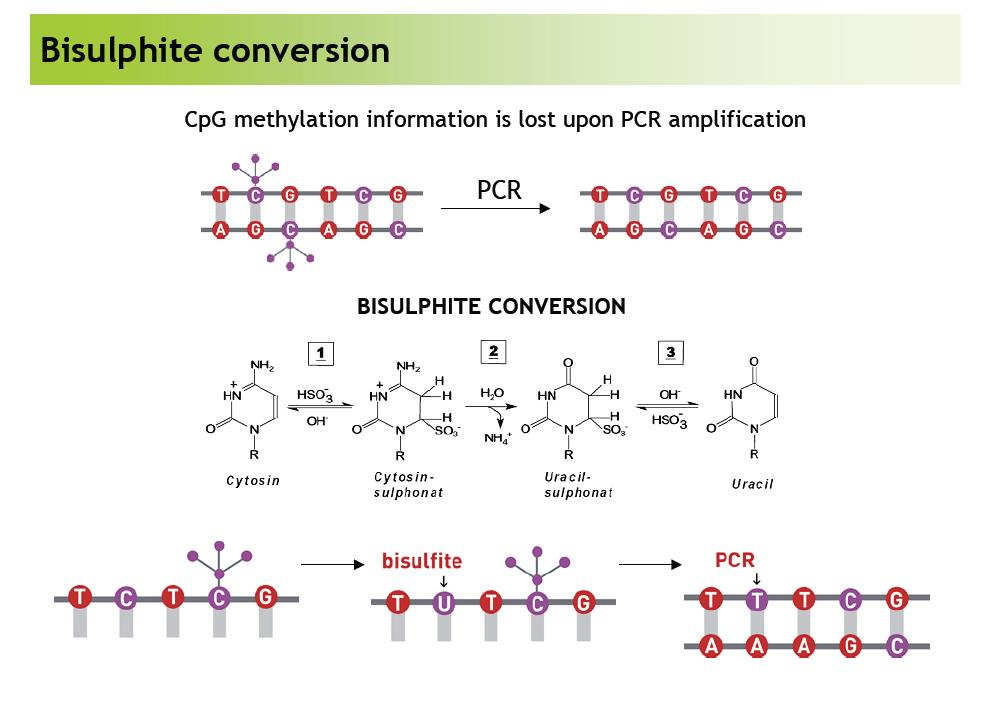 Bisulphite conversion
CpG methylation information is lost upon PCR amplification
T C G T C G
A G C A G C
PCR
T C G T C G
A G C A G C
BISULPHITE CONVERSION
1
2
3
NH₂
+
HN
O
N
R
Cytosin
HSO₃⁻
OH⁻
NH₂
+
HN
H
H
H
SO₃⁻
O
N
R
Cytosin-
sulphonat
H₂O
NH₄⁺
O
HN
H
H
H
SO₃⁻
O
N
R
Uracil-
sulphonat
OH⁻
HSO₃⁻
O
HN
O
N
R
Uracil
T C T C G
bisulfite
T U T C G
PCR
T T T C G
A A A G C